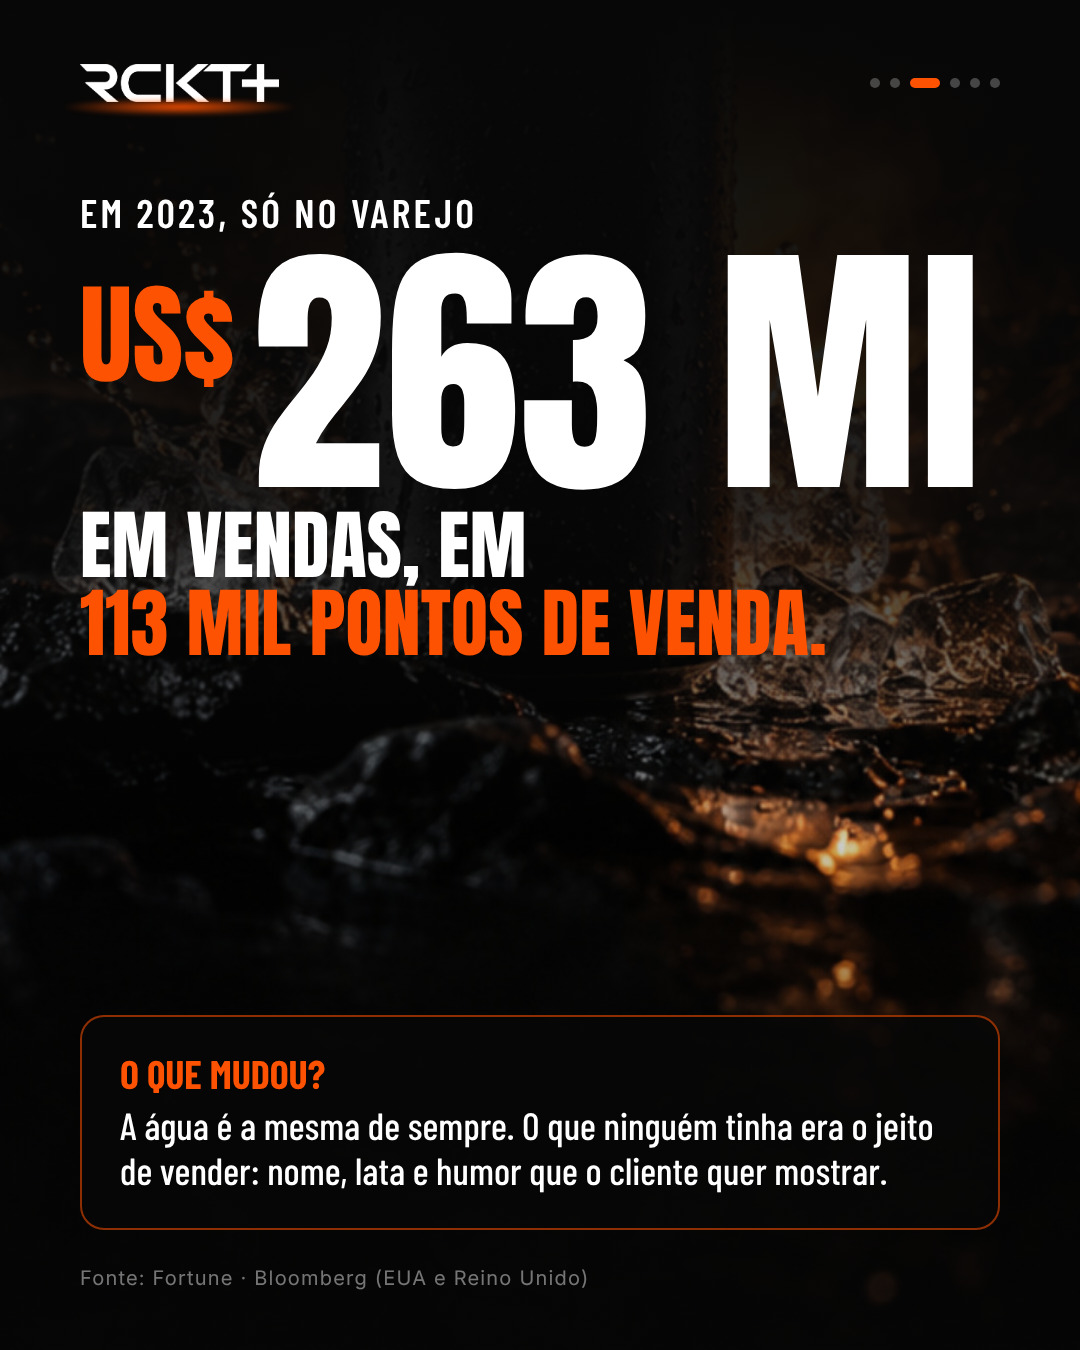 RCKT+
EM 2023, SÓ NO VAREJO
US$ 263 MI
EM VENDAS, EM
113 MIL PONTOS DE VENDA.
O QUE MUDOU?
A água é a mesma de sempre. O que ninguém tinha era o jeito
de vender: nome, lata e humor que o cliente quer mostrar.
Fonte: Fortune · Bloomberg (EUA e Reino Unido)